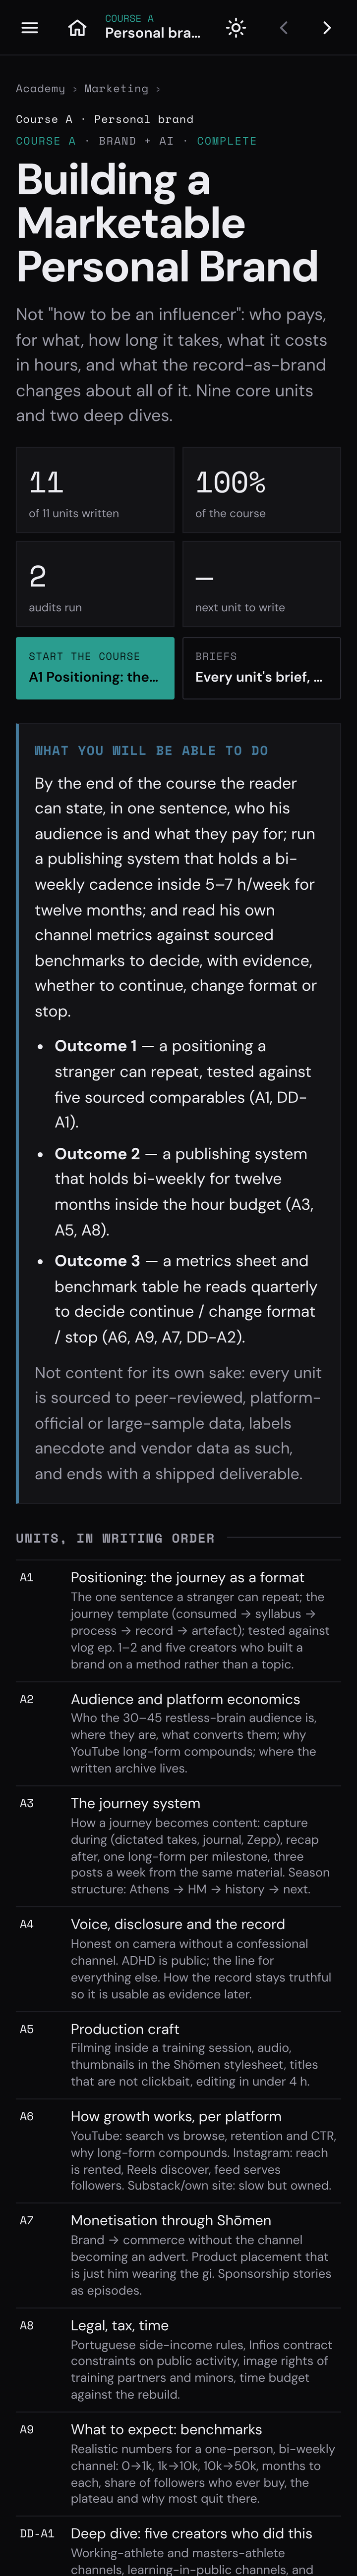 COURSE A
Personal bra...
Academy › Marketing ›
Course A · Personal brand
COURSE A · BRAND + AI · COMPLETE
Building a
Marketable
Personal Brand
Not "how to be an influencer": who pays,
for what, how long it takes, what it costs
in hours, and what the record-as-brand
changes about all of it. Nine core units
and two deep dives.
11
of 11 units written
100%
of the course
2
audits run
—
next unit to write
START THE COURSE
A1 Positioning: the...
BRIEFS
Every unit's brief, ...
WHAT YOU WILL BE ABLE TO DO
By the end of the course the reader
can state, in one sentence, who his
audience is and what they pay for; run
a publishing system that holds a bi-
weekly cadence inside 5–7 h/week for
twelve months; and read his own
channel metrics against sourced
benchmarks to decide, with evidence,
whether to continue, change format or
stop.
• Outcome 1 — a positioning a
stranger can repeat, tested against
five sourced comparables (A1, DD-
A1).
• Outcome 2 — a publishing system
that holds bi-weekly for twelve
months inside the hour budget (A3,
A5, A8).
• Outcome 3 — a metrics sheet and
benchmark table he reads quarterly
to decide continue / change format
/ stop (A6, A9, A7, DD-A2).
Not content for its own sake: every unit
is sourced to peer-reviewed, platform-
official or large-sample data, labels
anecdote and vendor data as such,
and ends with a shipped deliverable.
UNITS, IN WRITING ORDER
A1 Positioning: the journey as a format
The one sentence a stranger can repeat; the
journey template (consumed → syllabus →
process → record → artefact); tested against
vlog ep. 1–2 and five creators who built a
brand on a method rather than a topic.
A2 Audience and platform economics
Who the 30–45 restless-brain audience is,
where they are, what converts them; why
YouTube long-form compounds; where the
written archive lives.
A3 The journey system
How a journey becomes content: capture
during (dictated takes, journal, Zepp), recap
after, one long-form per milestone, three
posts a week from the same material. Season
structure: Athens → HM → history → next.
A4 Voice, disclosure and the record
Honest on camera without a confessional
channel. ADHD is public; the line for
everything else. How the record stays truthful
so it is usable as evidence later.
A5 Production craft
Filming inside a training session, audio,
thumbnails in the Shōmen stylesheet, titles
that are not clickbait, editing in under 4 h.
A6 How growth works, per platform
YouTube: search vs browse, retention and CTR,
why long-form compounds. Instagram: reach
is rented, Reels discover, feed serves
followers. Substack/own site: slow but owned.
A7 Monetisation through Shōmen
Brand → commerce without the channel
becoming an advert. Product placement that
is just him wearing the gi. Sponsorship stories
as episodes.
A8 Legal, tax, time
Portuguese side-income rules, Infios contract
constraints on public activity, image rights of
training partners and minors, time budget
against the rebuild.
A9 What to expect: benchmarks
Realistic numbers for a one-person, bi-weekly
channel: 0→1k, 1k→10k, 10k→50k, months to
each, share of followers who ever buy, the
plateau and why most quit there.
DD-A1 Deep dive: five creators who did this
Working-athlete and masters-athlete
channels, learning-in-public channels, and